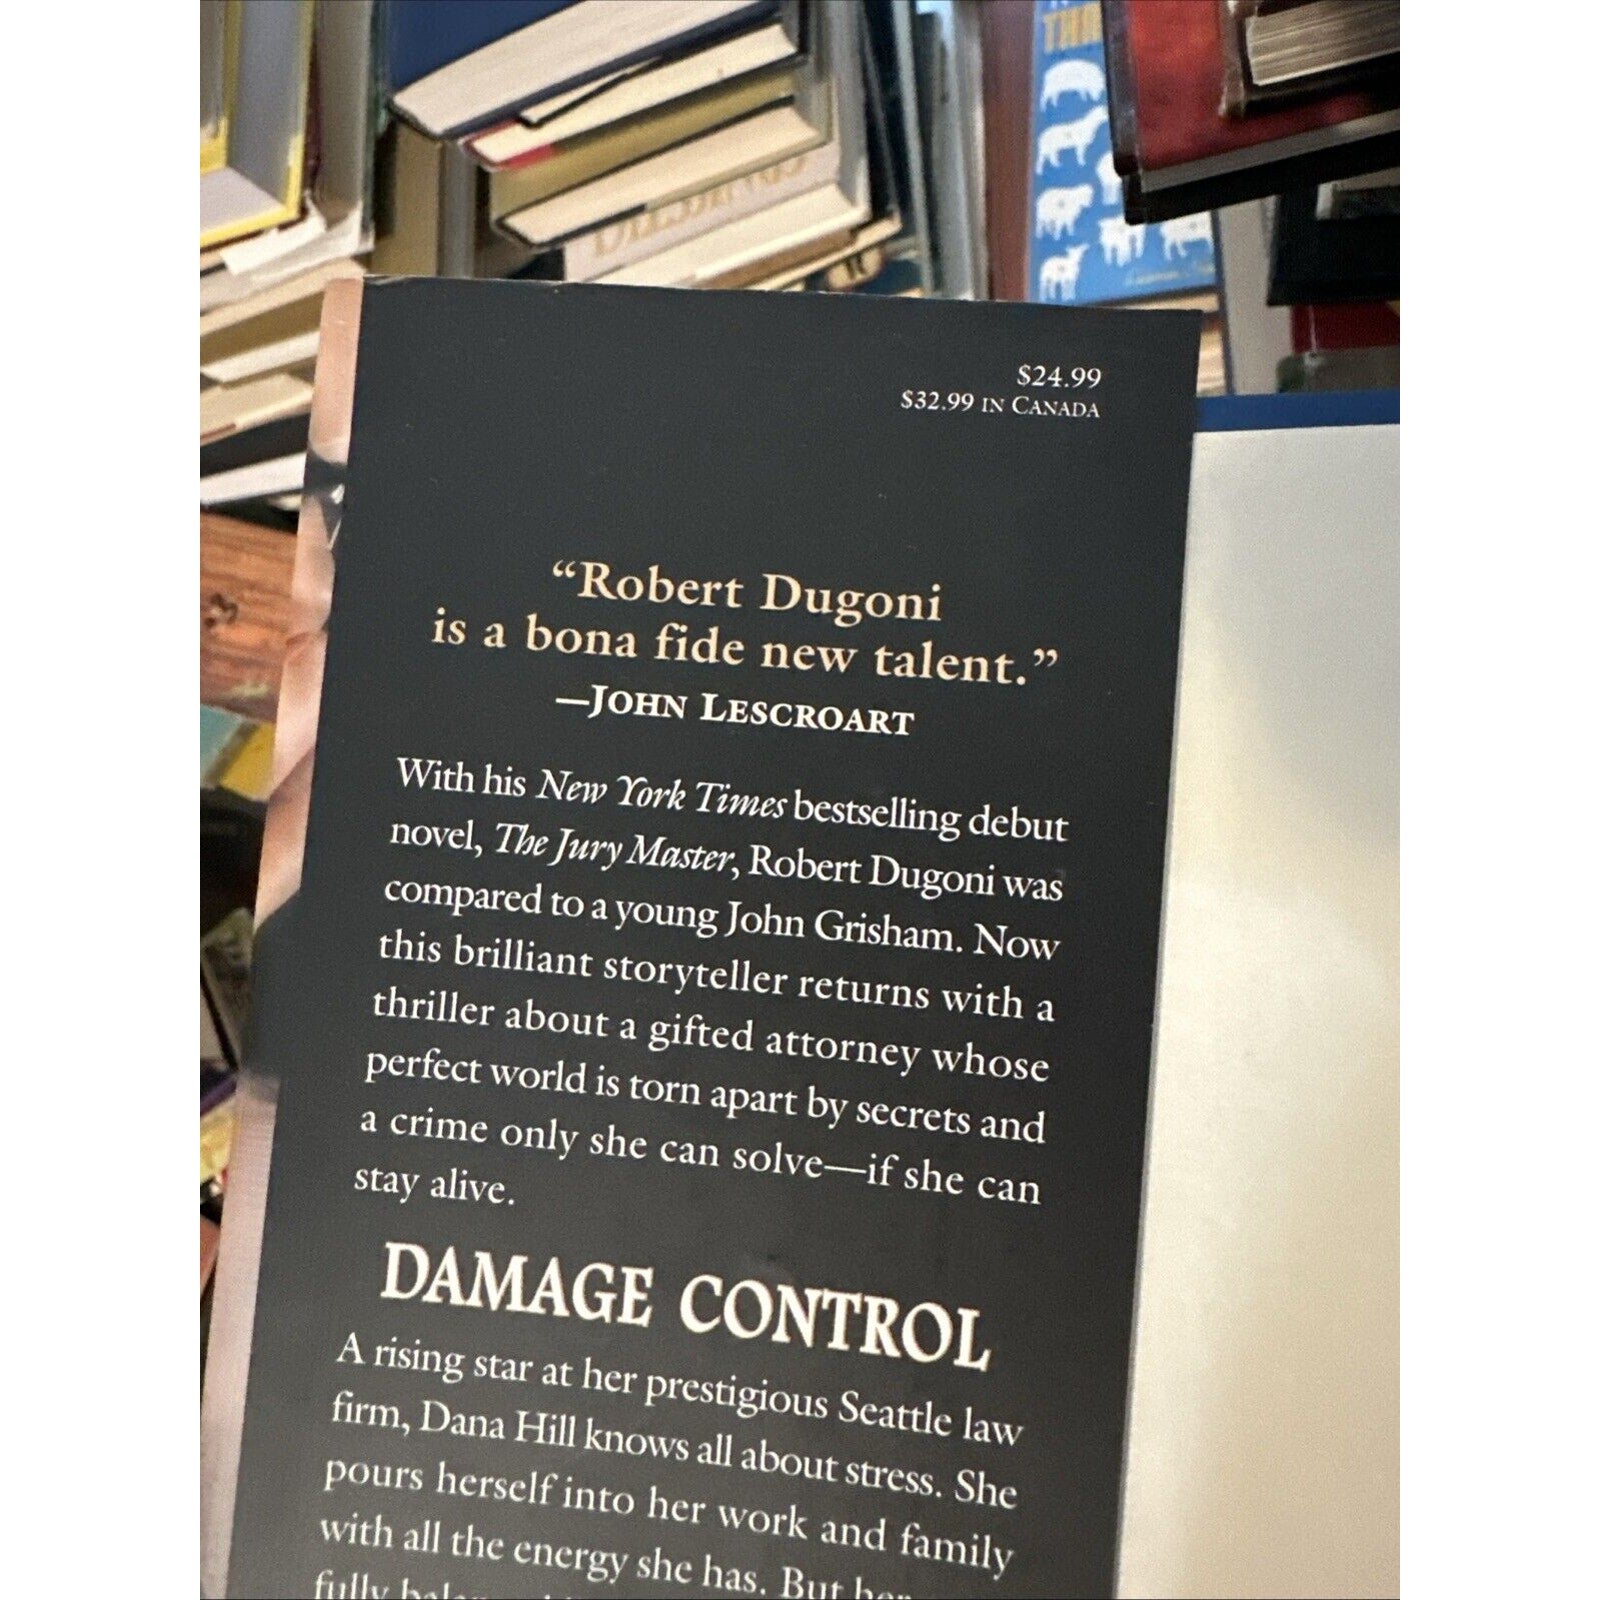 $24.99
$32.99 IN CANADA
“Robert Dugoni
is a bona fide new talent.”
—JOHN LESCROART
With his New York Times bestselling debut
novel, The Jury Master, Robert Dugoni was
compared to a young John Grisham. Now
this brilliant storyteller returns with a
thriller about a gifted attorney whose
perfect world is torn apart by secrets and
a crime only she can solve—if she can
stay alive.
DAMAGE CONTROL
A rising star at her prestigious Seattle law
firm, Dana Hill knows all about stress. She
pours herself into her work and family
with all the energy she has. But her
fully